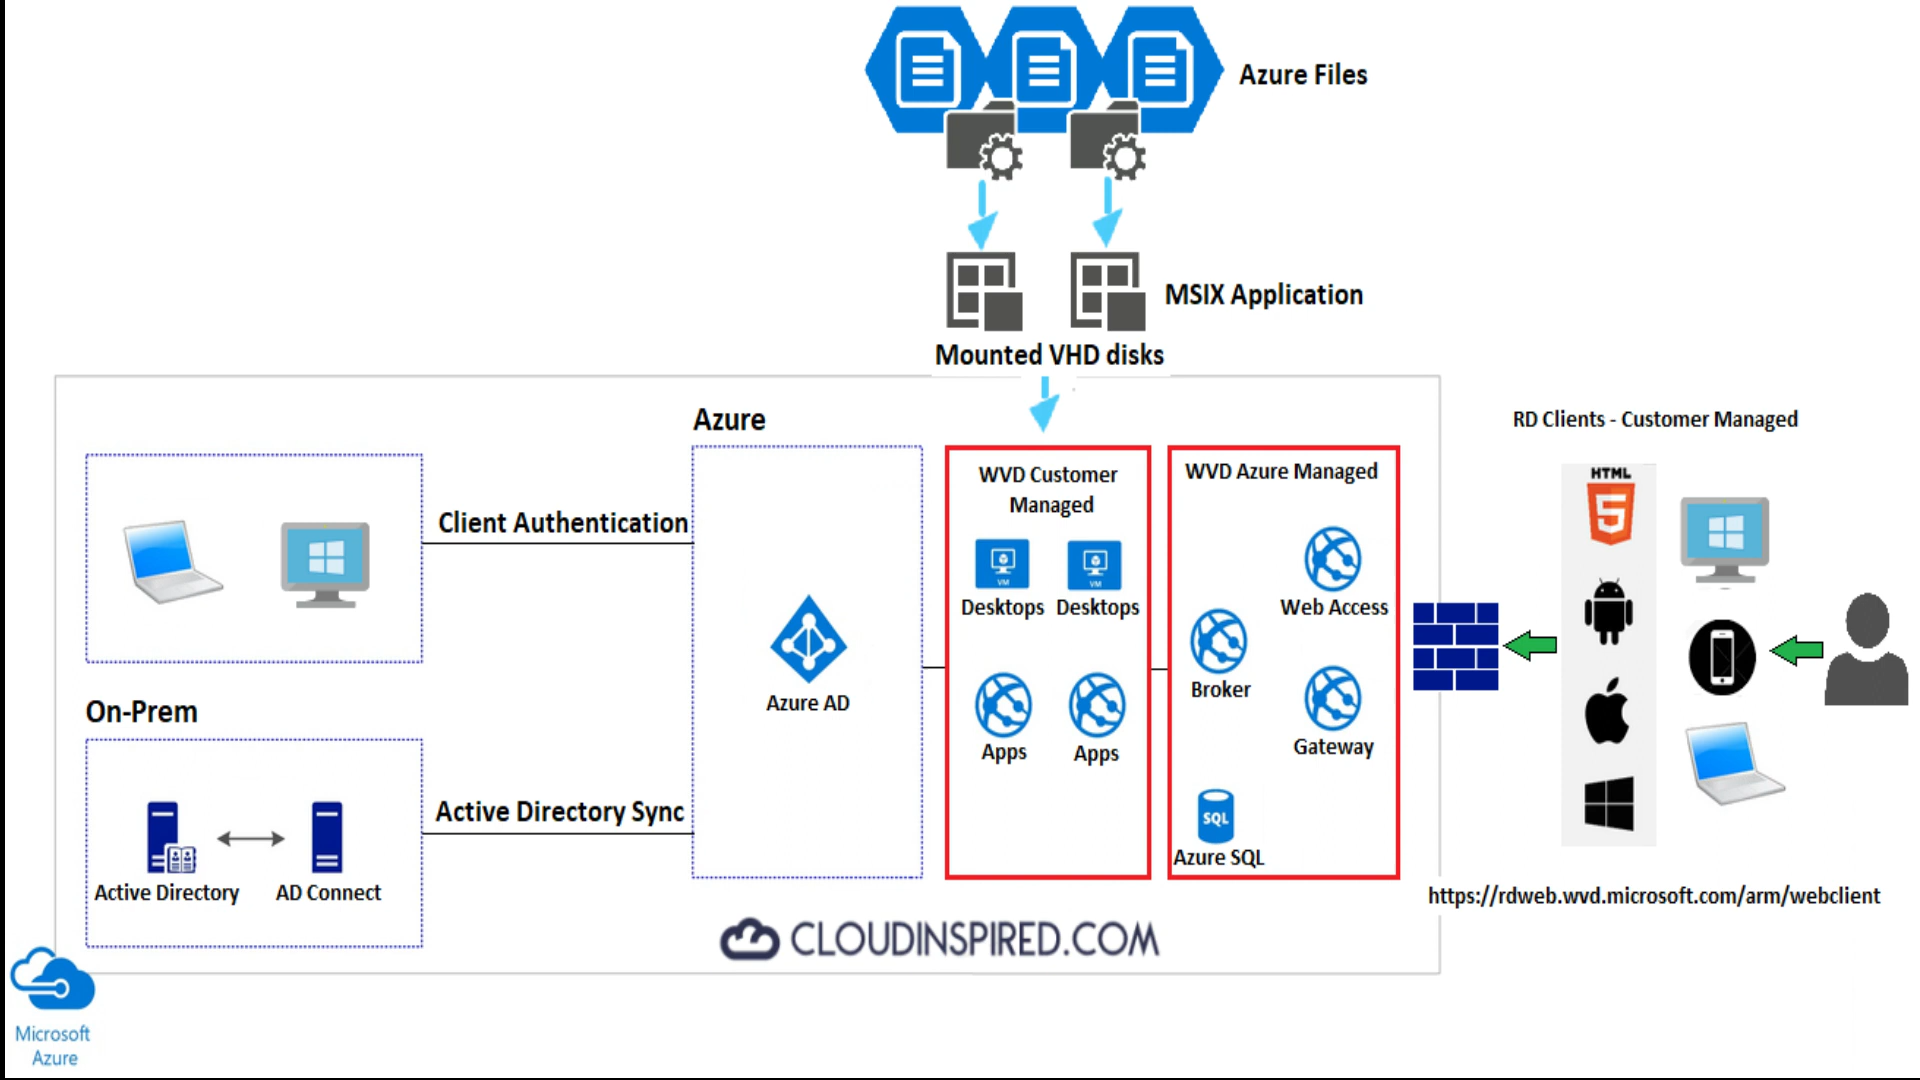 Azure Files
MSIX Application
Mounted VHD disks
Azure
RD Clients - Customer Managed
WVD Customer
Managed
WVD Azure Managed
HTML
5
Client Authentication
VM
VM
Desktops
Desktops
Web Access
Azure AD
Broker
On-Prem
Apps
Apps
Gateway
Active Directory Sync
SQL
Azure SQL
Active Directory
AD Connect
https://rdweb.wvd.microsoft.com/arm/webclient
CLOUDINSPIRED.COM
Microsoft
Azure